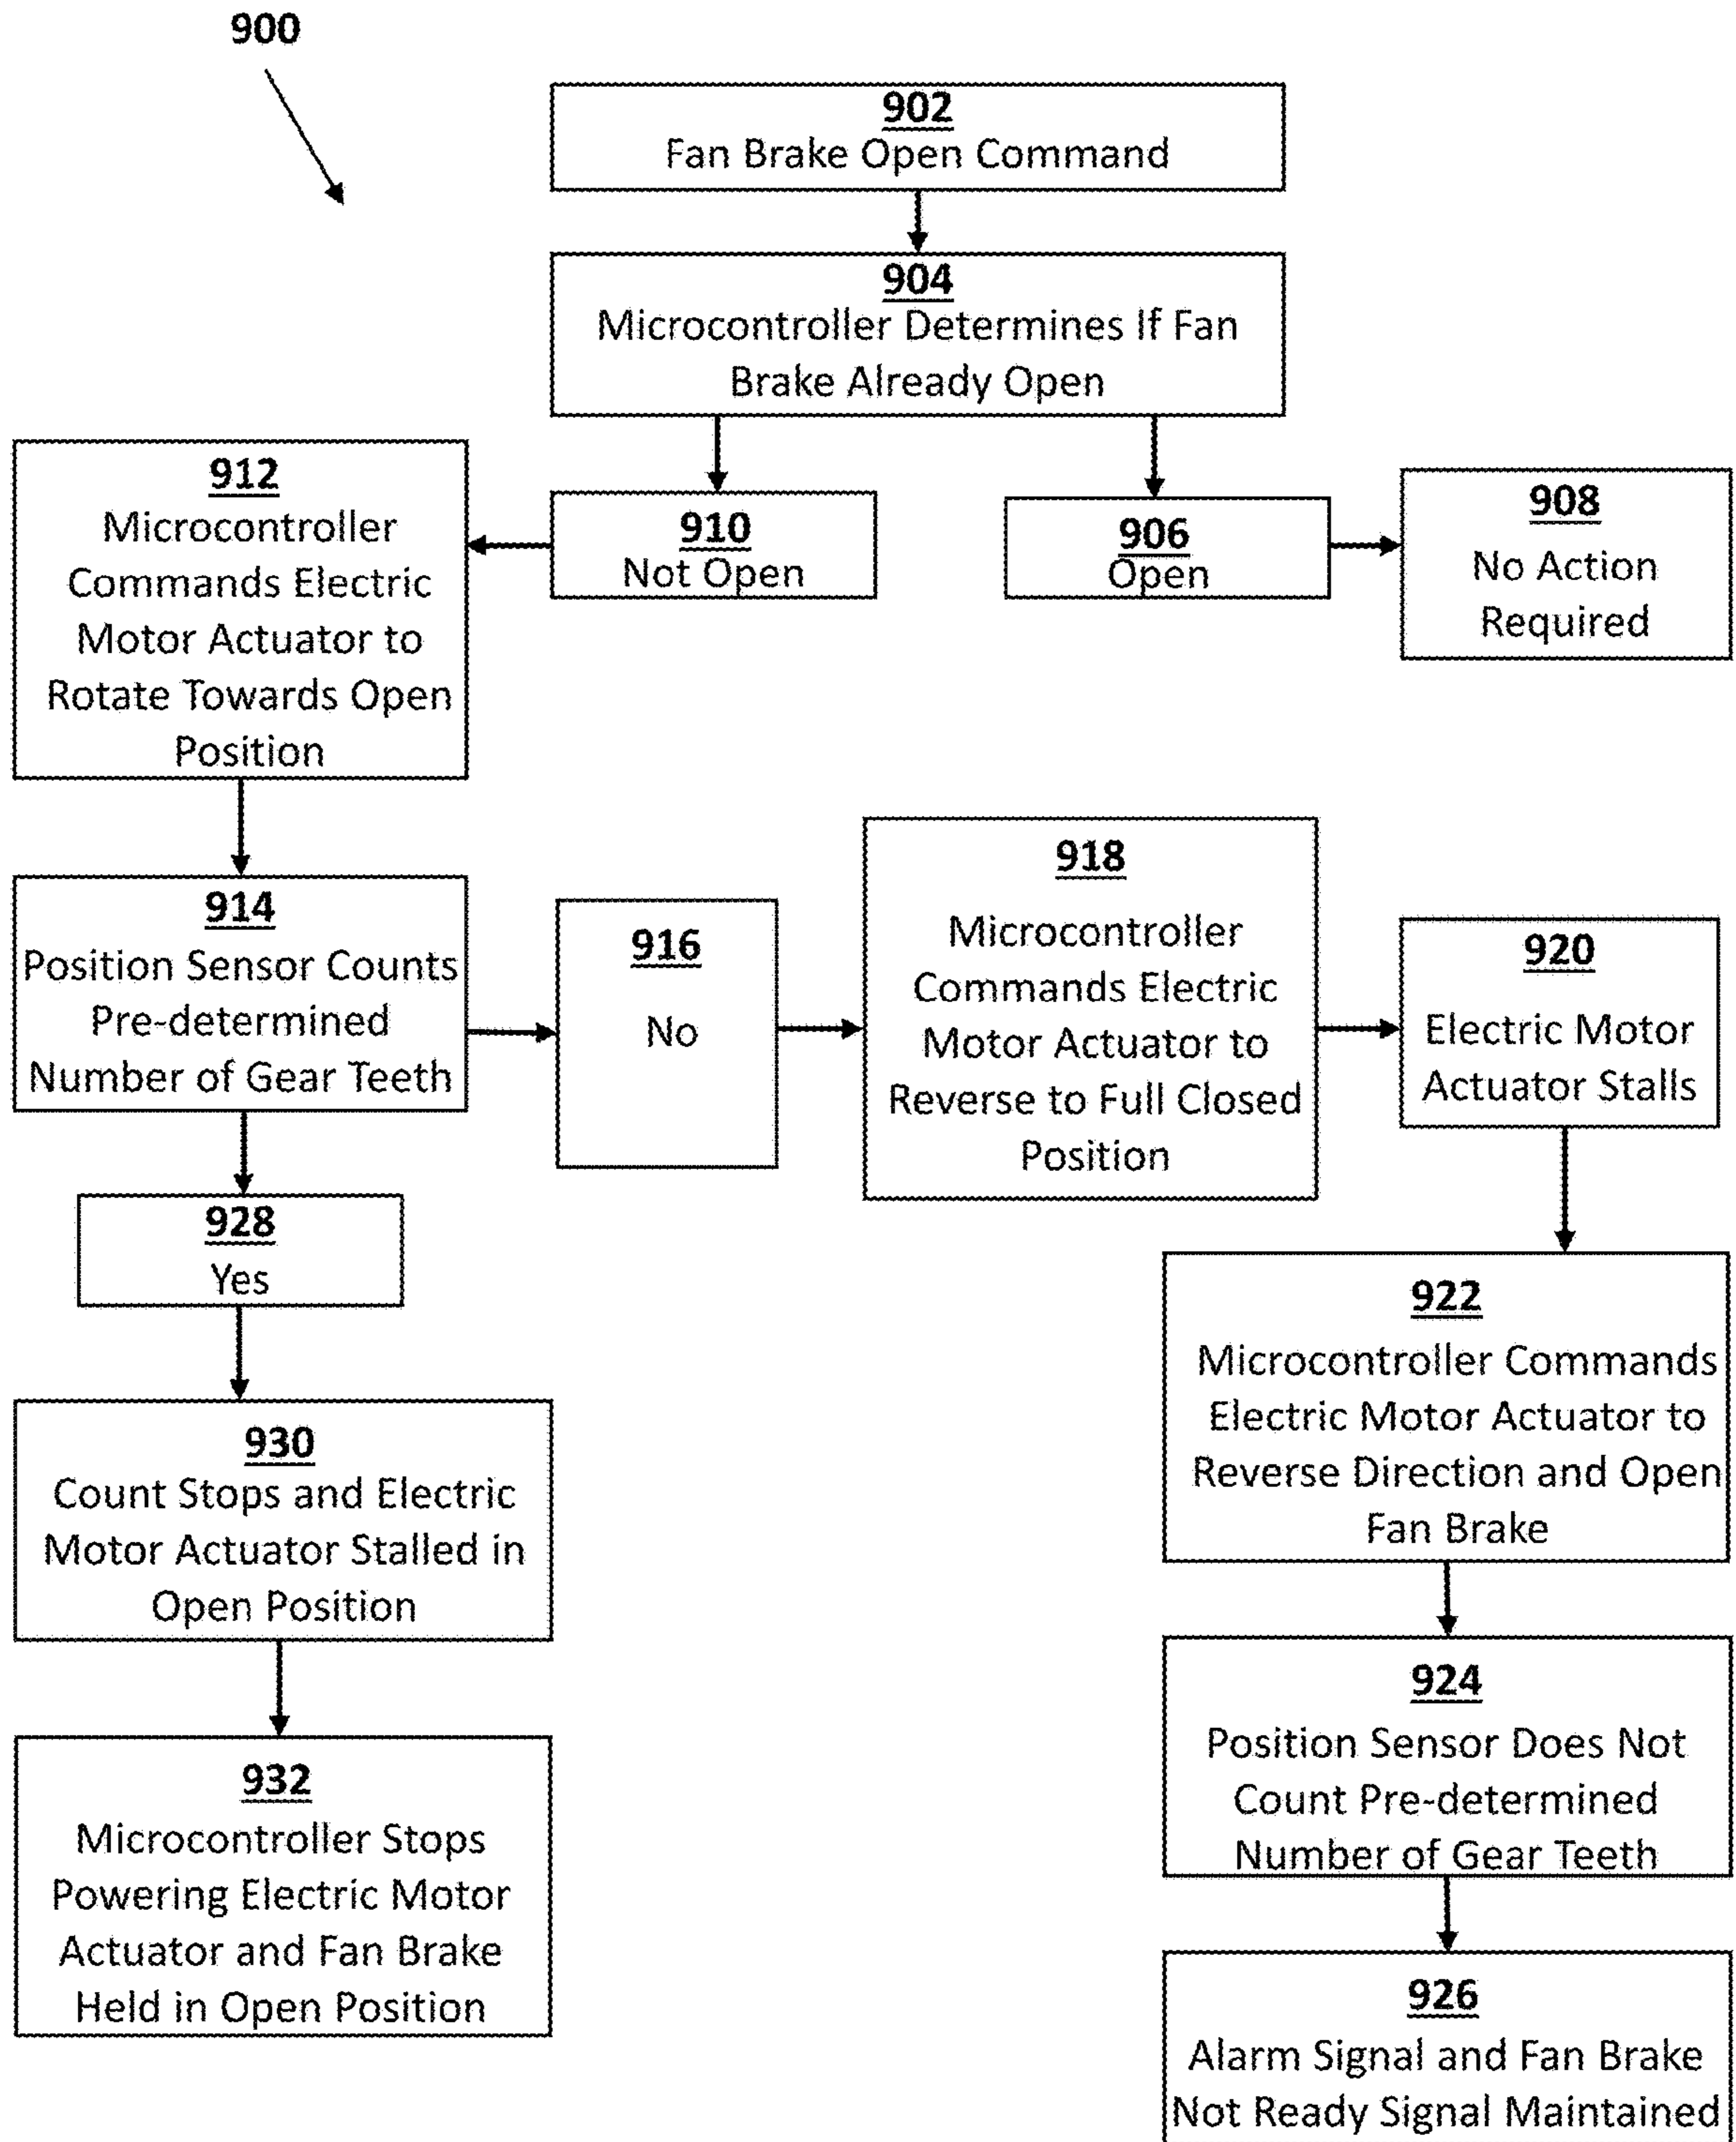 900
902
Fan Brake Open Command
904
Microcontroller Determines If Fan
Brake Already Open
912
Microcontroller
Commands Electric
Motor Actuator to
Rotate Towards Open
Position
910
Not Open
906
Open
908
No Action
Required
914
Position Sensor Counts
Pre-determined
Number of Gear Teeth
916
No
918
Microcontroller
Commands Electric
Motor Actuator to
Reverse to Full Closed
Position
920
Electric Motor
Actuator Stalls
928
Yes
922
Microcontroller Commands
Electric Motor Actuator to
Reverse Direction and Open
Fan Brake
930
Count Stops and Electric
Motor Actuator Stalled in
Open Position
924
Position Sensor Does Not
Count Pre-determined
Number of Gear Teeth
932
Microcontroller Stops
Powering Electric Motor
Actuator and Fan Brake
Held in Open Position
926
Alarm Signal and Fan Brake
Not Ready Signal Maintained